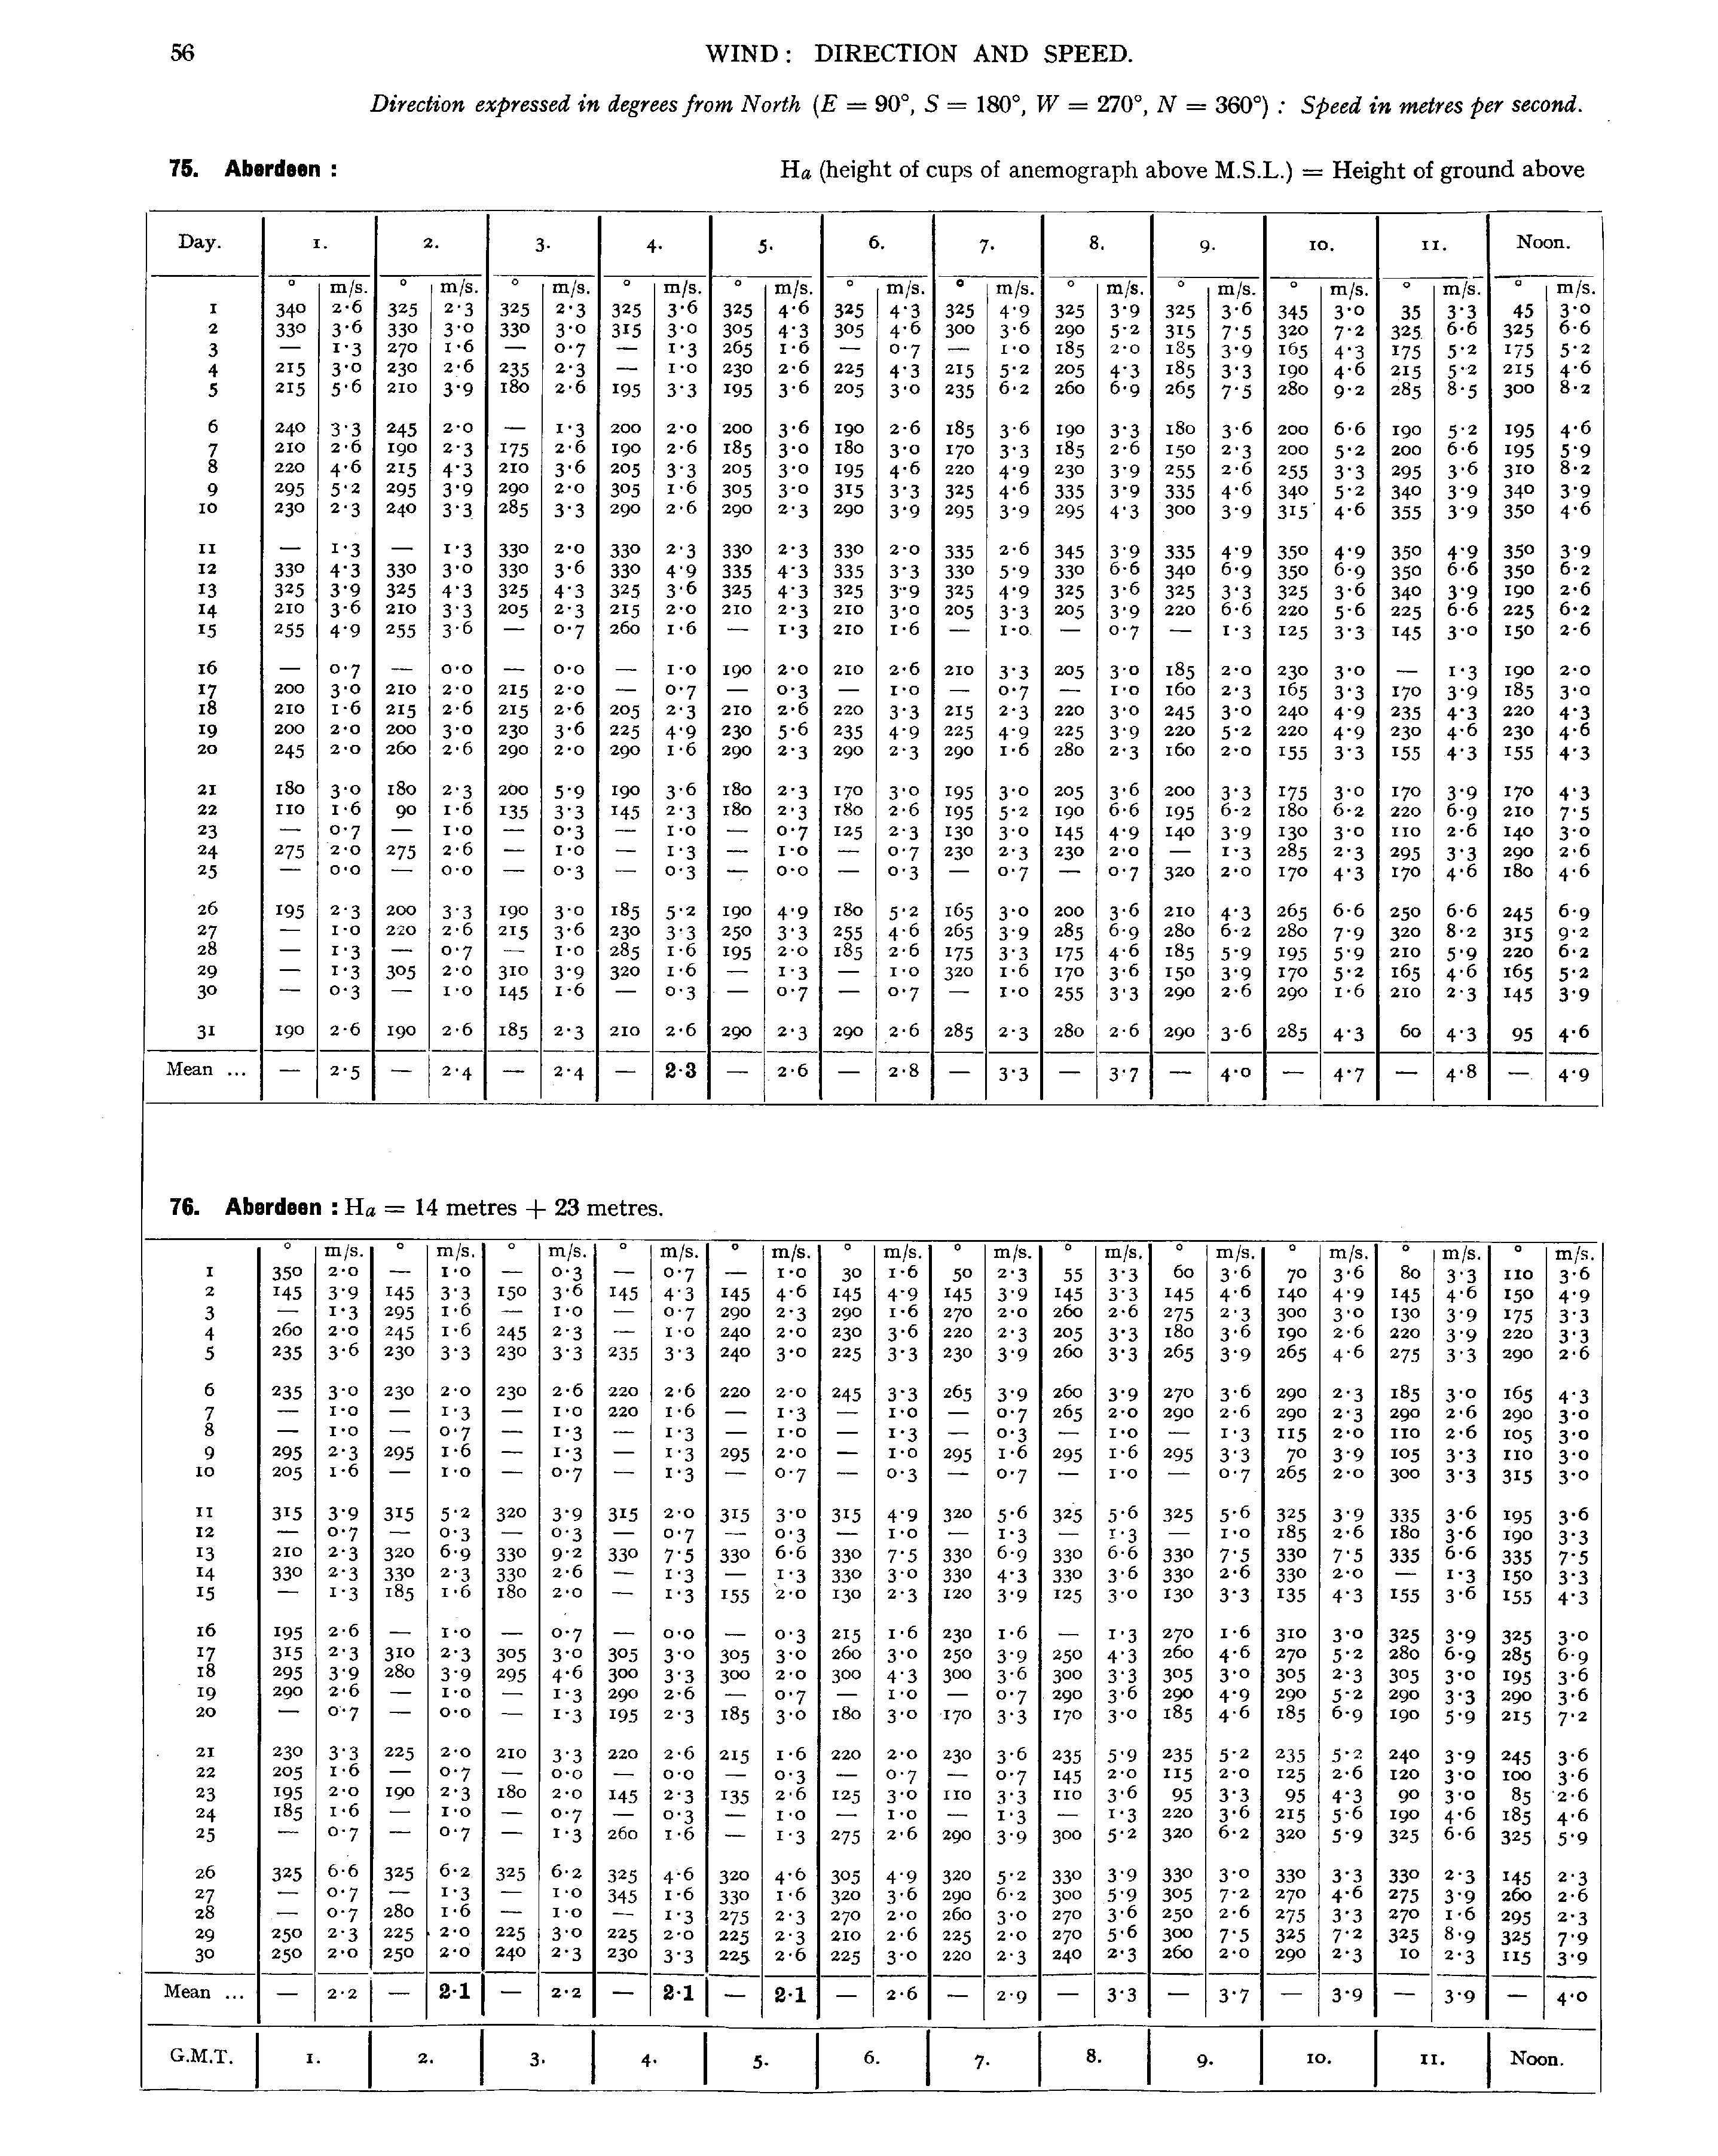 56
WIND: DIRECTION AND SPEED.
Direction expressed in degrees from North (E = 90°, S = 180°, W = 270°, N = 360°) : Speed in metres per second.
75. Aberdeen : Ha (height of cups of anemograph above M.S.L.) = Height of ground above
Day. 1. 2. 3. 4. 5. 6. 7. 8. 9. 10. 11. Noon.
° m/s. ° m/s. ° m/s. ° m/s. ° m/s. ° m/s. ° m/s. ° m/s. ° m/s. ° m/s. ° m/s. ° m/s.
1 340 2·6 325 2·3 325 2·3 325 3·6 325 4·6 325 4·3 325 4·9 325 3·9 325 3·6 345 3·0 35 3·3 45 3·0
2 330 3·6 330 3·0 330 3·0 315 3·0 305 4·3 305 4·6 300 3·6 290 5·2 315 7·5 320 7·2 325 6·6 325 6·6
3 — 1·3 270 1·6 — 0·7 — 1·3 265 1·6 — 0·7 — 1·0 185 2·0 185 3·9 165 4·3 175 5·2 175 5·2
4 215 3·0 230 2·6 235 2·3 — 1·0 230 2·6 225 4·3 215 5·2 205 4·3 185 3·3 190 4·6 215 5·2 215 4·6
5 215 5·6 210 3·9 180 2·6 195 3·3 195 3·6 205 3·0 235 6·2 260 6·9 265 7·5 280 9·2 285 8·5 300 8·2
6 240 3·3 245 2·0 — 1·3 200 2·0 200 3·6 190 2·6 185 3·6 190 3·3 180 3·6 200 6·6 190 5·2 195 4·6
7 210 2·6 190 2·3 175 2·6 190 2·6 185 3·0 180 3·0 170 3·3 185 2·6 150 2·3 200 5·2 200 6·6 195 5·9
8 220 4·6 215 4·3 210 3·6 205 3·3 205 3·0 195 4·6 220 4·9 230 3·9 255 2·6 255 3·3 295 3·6 310 8·2
9 295 5·2 295 3·9 290 2·0 305 1·6 305 3·0 315 3·3 325 4·6 335 3·9 335 4·6 340 5·2 340 3·9 340 3·9
10 230 2·3 240 3·3 285 3·3 290 2·6 290 2·3 290 3·9 295 3·9 295 4·3 300 3·9 315 4·6 355 3·9 350 4·6
11 — 1·3 — 1·3 330 2·0 330 2·3 330 2·3 330 2·0 335 2·6 345 3·9 335 4·9 350 4·9 350 4·9 350 3·9
12 330 4·3 330 3·0 330 3·6 330 4·9 335 4·3 335 3·3 330 5·9 330 6·6 340 6·9 350 6·9 350 6·6 350 6·2
13 325 3·9 325 4·3 325 4·3 325 3·6 325 4·3 325 3·9 325 4·9 325 3·6 325 3·3 325 3·6 340 3·9 190 2·6
14 210 3·6 210 3·3 205 2·3 215 2·0 210 2·3 210 3·0 205 3·3 205 3·9 220 6·6 220 5·6 225 6·6 225 6·2
15 255 4·9 255 3·6 — 0·7 260 1·6 — 1·3 210 1·6 — 1·0 — 0·7 — 1·3 125 3·3 145 3·0 150 2·6
16 — 0·7 — 0·0 — 0·0 — 1·0 190 2·0 210 2·6 210 3·3 205 3·0 185 2·0 230 3·0 — 1·3 190 2·0
17 200 3·0 210 2·0 215 2·0 — 0·7 — 0·3 — 1·0 — 0·7 — 1·0 160 2·3 165 3·3 170 3·9 185 3·0
18 210 1·6 215 2·6 215 2·6 205 2·3 210 2·6 220 3·3 215 2·3 220 3·0 245 3·0 240 4·9 235 4·3 220 4·3
19 200 2·0 200 3·0 230 3·6 225 4·9 230 5·6 235 4·9 225 4·9 225 3·9 220 5·2 220 4·9 230 4·6 230 4·6
20 245 2·0 260 2·6 290 2·0 290 1·6 290 2·3 290 2·3 290 1·6 280 2·3 160 2·0 155 3·3 155 4·3 155 4·3
21 180 3·0 180 2·3 200 5·9 190 3·6 180 2·3 170 3·0 195 3·0 205 3·6 200 3·3 175 3·0 170 3·9 170 4·3
22 110 1·6 90 1·6 135 3·3 145 2·3 180 2·3 180 2·6 195 5·2 190 6·6 195 6·2 180 6·2 220 6·9 210 7·5
23 — 0·7 — 1·0 — 0·3 — 1·0 — 0·7 125 2·3 130 3·0 145 4·9 140 3·9 130 3·0 110 2·6 140 3·0
24 275 2·0 275 2·6 — 1·0 — 1·3 — 1·0 — 0·7 230 2·3 230 2·0 — 1·3 285 2·3 295 3·3 290 2·6
25 — 0·0 — 0·0 — 0·3 — 0·3 — 0·0 — 0·3 — 0·7 — 0·7 320 2·0 170 4·3 170 4·6 180 4·6
26 195 2·3 200 3·3 190 3·0 185 5·2 190 4·9 180 5·2 165 3·0 200 3·6 210 4·3 265 6·6 250 6·6 245 6·9
27 — 1·0 220 2·6 215 3·6 230 3·3 250 3·3 255 4·6 265 3·9 285 6·9 280 6·2 280 7·9 320 8·2 315 9·2
28 — 1·3 — 0·7 — 1·0 285 1·6 195 2·0 185 2·6 175 3·3 175 4·6 185 5·9 195 5·9 210 5·9 220 6·2
29 — 1·3 305 2·0 310 3·9 320 1·6 — 1·3 — 1·0 320 1·6 170 3·6 150 3·9 170 5·2 165 4·6 165 5·2
30 — 0·3 — 1·0 145 1·6 — 0·3 — 0·7 — 0·7 — 1·0 255 3·3 290 2·6 290 1·6 210 2·3 145 3·9
31 190 2·6 190 2·6 185 2·3 210 2·6 290 2·3 290 2·6 285 2·3 280 2·6 290 3·6 285 4·3 60 4·3 95 4·6
Mean ... — 2·5 — 2·4 — 2·4 — 2·3 — 2·6 — 2·8 — 3·3 — 3·7 — 4·0 — 4·7 — 4·8 — 4·9
76. Aberdeen : Ha = 14 metres + 23 metres.
° m/s. ° m/s. ° m/s. ° m/s. ° m/s. ° m/s. ° m/s. ° m/s. ° m/s. ° m/s. ° m/s. ° m/s.
1 350 2·0 — 1·0 — 0·3 — 0·7 — 1·0 30 1·6 50 2·3 55 3·3 60 3·6 70 3·6 80 3·3 110 3·6
2 145 3·9 145 3·3 150 3·6 145 4·3 145 4·6 145 4·9 145 3·9 145 3·3 145 4·6 140 4·9 145 4·6 150 4·9
3 — 1·3 295 1·6 — 1·0 — 0·7 290 2·3 290 1·6 270 2·0 260 2·6 275 2·3 300 3·0 130 3·9 175 3·3
4 260 2·0 245 1·6 245 2·3 — 1·0 240 2·0 230 3·6 220 2·3 205 3·3 180 3·6 190 2·6 220 3·9 220 3·3
5 235 3·6 230 3·3 230 3·3 235 3·3 240 3·0 225 3·3 230 3·9 260 3·3 265 3·9 265 4·6 275 3·3 290 2·6
6 235 3·0 230 2·0 230 2·6 220 2·6 220 2·0 245 3·3 265 3·9 260 3·9 270 3·6 290 2·3 185 3·0 165 4·3
7 — 1·0 — 1·3 — 1·0 220 1·6 — 1·3 — 1·0 — 0·7 265 2·0 290 2·6 290 2·3 290 2·6 290 3·0
8 — 1·0 — 0·7 — 1·3 — 1·3 — 1·0 — 1·3 — 0·3 — 1·0 — 1·3 115 2·0 110 2·6 105 3·0
9 295 2·3 295 1·6 — 1·3 — 1·3 295 2·0 — 1·0 295 1·6 295 1·6 295 3·3 70 3·9 105 3·3 110 3·0
10 205 1·6 — 1·0 — 0·7 — 1·3 — 0·7 — 0·3 — 0·7 — 1·0 — 0·7 265 2·0 300 3·3 315 3·0
11 315 3·9 315 5·2 320 3·9 315 2·0 315 3·0 315 4·9 320 5·6 325 5·6 325 5·6 325 3·9 335 3·6 195 3·6
12 — 0·7 — 0·3 — 0·3 — 0·7 — 0·3 — 1·0 — 1·3 — 1·3 — 1·0 185 2·6 180 3·6 190 3·3
13 210 2·3 320 6·9 330 9·2 330 7·5 330 6·6 330 7·5 330 6·9 330 6·6 330 7·5 330 7·5 335 6·6 335 7·5
14 330 2·3 330 2·3 330 2·6 — 1·3 — 1·3 330 3·0 330 4·3 330 3·6 330 2·6 330 2·0 — 1·3 150 3·3
15 — 1·3 185 1·6 180 2·0 — 1·3 155 2·0 130 2·3 120 3·9 125 3·0 130 3·3 135 4·3 155 3·6 155 4·3
16 195 2·6 — 1·0 — 0·7 — 0·0 — 0·3 215 1·6 230 1·6 — 1·3 270 1·6 310 3·0 325 3·9 325 3·0
17 315 2·3 310 2·3 305 3·0 305 3·0 305 3·0 260 3·0 250 3·9 250 4·3 260 4·6 270 5·2 280 6·9 285 6·9
18 295 3·9 280 3·9 295 4·6 300 3·3 300 2·0 300 4·3 300 3·6 300 3·3 305 3·0 305 2·3 305 3·0 195 3·6
19 290 2·6 — 1·0 — 1·3 290 2·6 — 0·7 — 1·0 — 0·7 290 3·6 290 4·9 290 5·2 290 3·3 290 3·6
20 — 0·7 — 0·0 — 1·3 195 2·3 185 3·0 180 3·0 170 3·3 170 3·0 185 4·6 185 6·9 190 5·9 215 7·2
21 230 3·3 225 2·0 210 3·3 220 2·6 215 1·6 220 2·0 230 3·6 235 5·9 235 5·2 235 5·2 240 3·9 245 3·6
22 205 1·6 — 0·7 — 0·0 — 0·0 — 0·3 — 0·7 — 0·7 145 2·0 115 2·0 125 2·6 120 3·0 100 3·6
23 195 2·0 190 2·3 180 2·0 145 2·3 135 2·6 125 3·0 110 3·3 110 3·6 95 3·3 95 4·3 90 3·0 85 2·6
24 185 1·6 — 1·0 — 0·7 — 0·3 — 1·0 — 1·0 — 1·3 — 1·3 220 3·6 215 5·6 190 4·6 185 4·6
25 — 0·7 — 0·7 — 1·3 260 1·6 — 1·3 275 2·6 290 3·9 300 5·2 320 6·2 320 5·9 325 6·6 325 5·9
26 325 6·6 325 6·2 325 6·2 325 4·6 320 4·6 305 4·9 320 5·2 330 3·9 330 3·0 330 3·3 330 2·3 145 2·3
27 — 0·7 — 1·3 — 1·0 345 1·6 330 1·6 320 3·6 290 6·2 300 5·9 305 7·2 270 4·6 275 3·9 260 2·6
28 — 0·7 280 1·6 — 1·0 — 1·3 275 2·3 270 2·0 260 3·0 270 3·6 250 2·6 275 3·3 270 1·6 295 2·3
29 250 2·3 225 2·0 225 3·0 225 2·0 225 2·3 210 2·6 225 2·0 270 5·6 300 7·5 325 7·2 325 8·9 325 7·9
30 250 2·0 250 2·0 240 2·3 230 3·3 225 2·6 225 3·0 220 2·3 240 2·3 260 2·0 290 2·3 10 2·3 115 3·9
Mean ... — 2·2 — 2·1 — 2·2 — 2·1 — 2·1 — 2·6 — 2·9 — 3·3 — 3·7 — 3·9 — 3·9 — 4·0
G.M.T. 1. 2. 3. 4. 5. 6. 7. 8. 9. 10. 11. Noon.